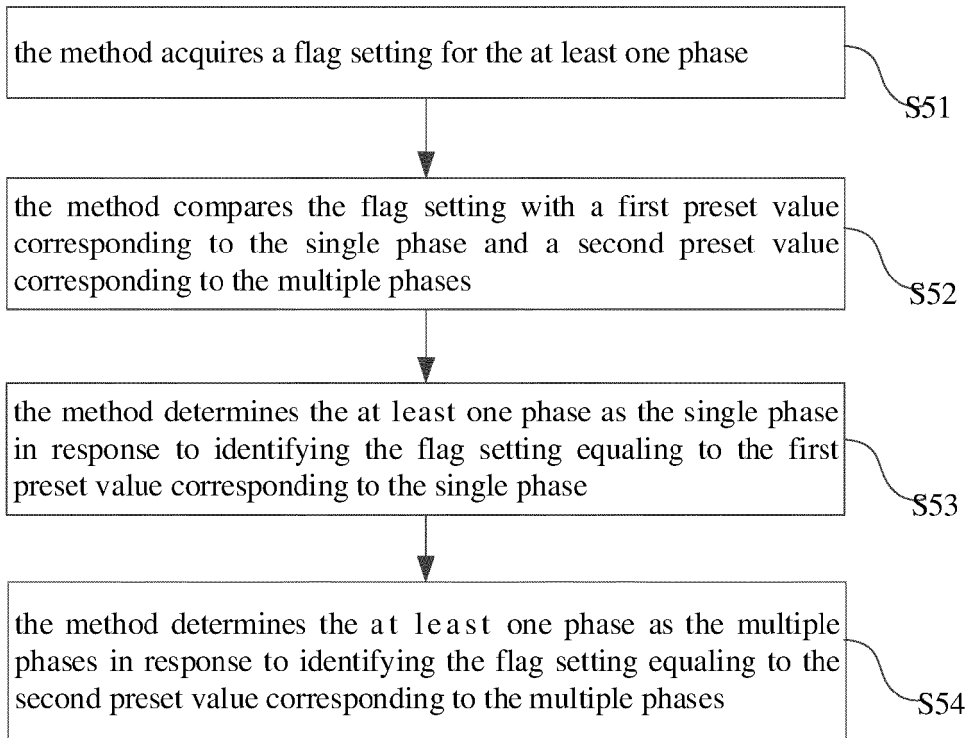 the method acquires a flag setting for the at least one phase
S51
the method compares the flag setting with a first preset value
corresponding to the single phase and a second preset value
corresponding to the multiple phases
S52
the method determines the at least one phase as the single phase
in response to identifying the flag setting equaling to the first
preset value corresponding to the single phase
S53
the method determines the at least one phase as the multiple
phases in response to identifying the flag setting equaling to the
second preset value corresponding to the multiple phases
S54